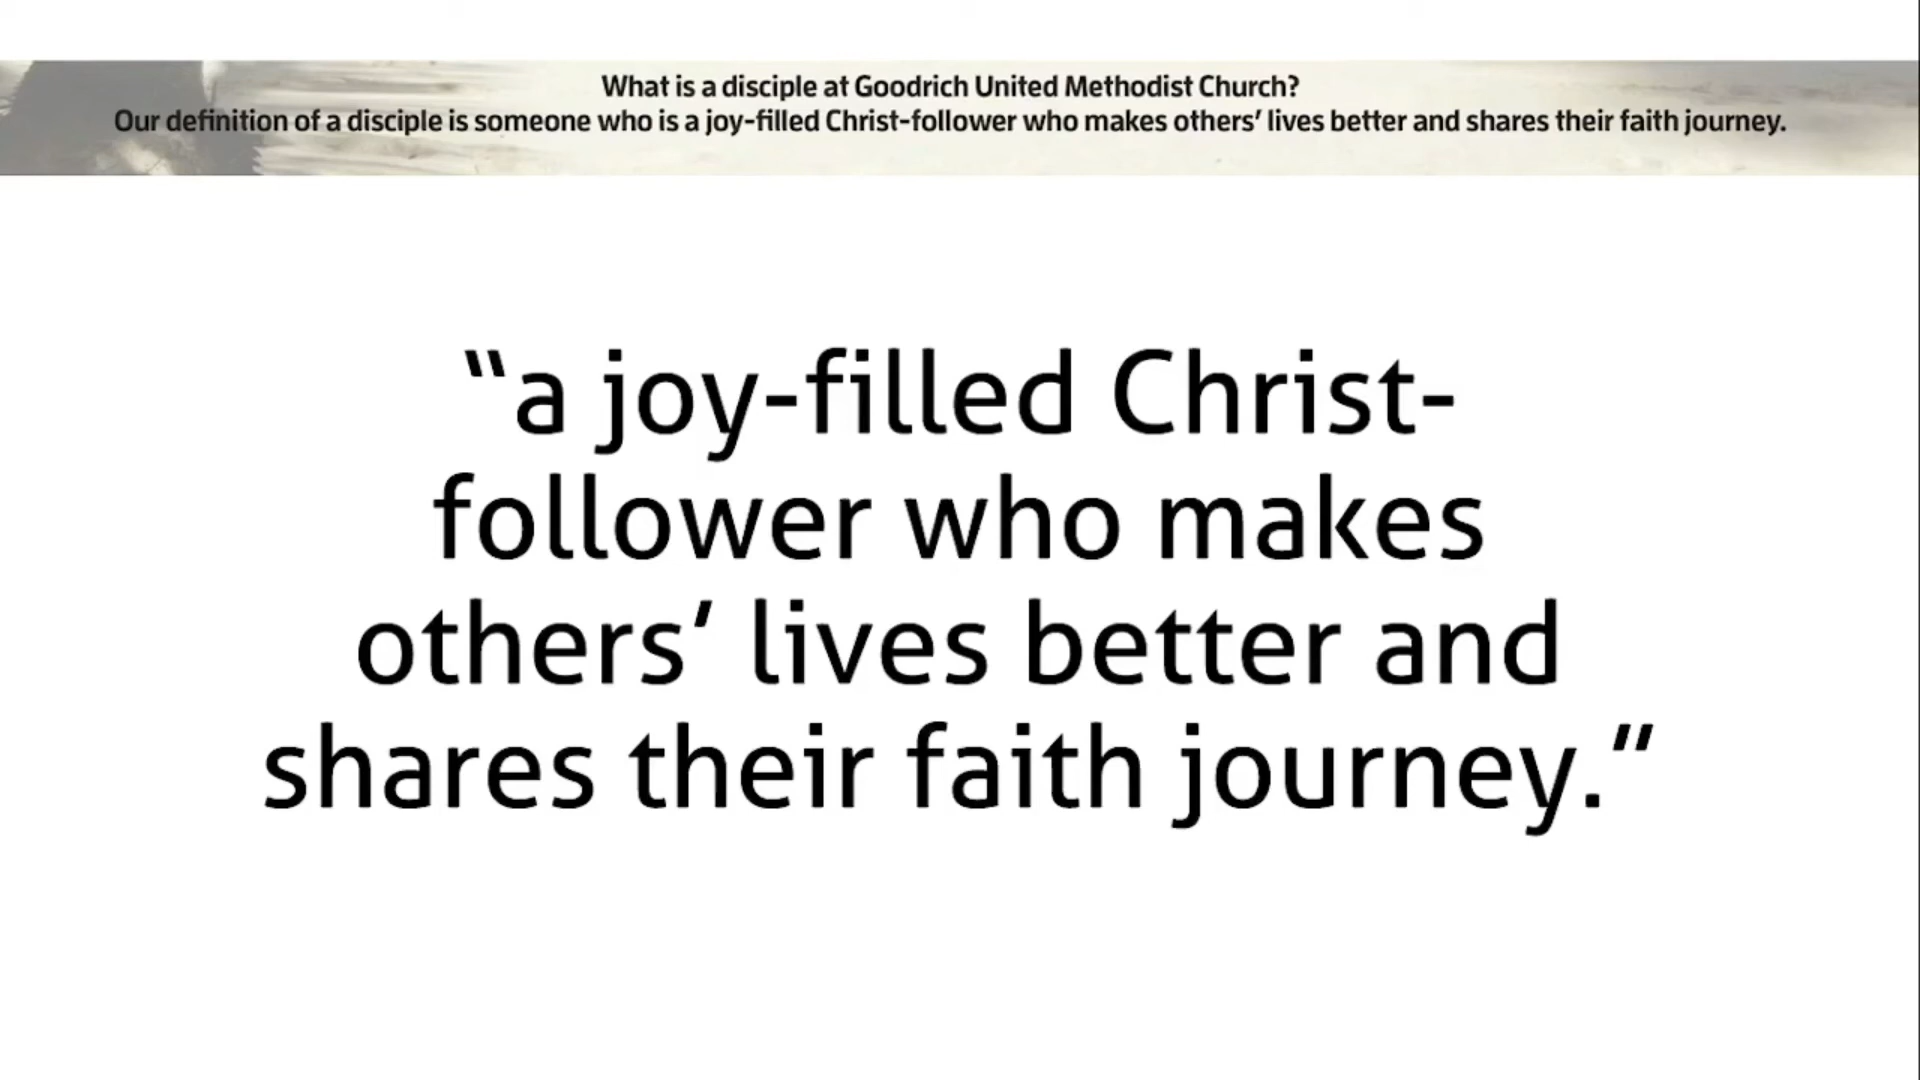 What is a disciple at Goodrich United Methodist Church?
Our definition of a disciple is someone who is a joy-filled Christ-follower who makes others’ lives better and shares their faith journey.
“a joy-filled Christ-
follower who makes
others’ lives better and
shares their faith journey.”